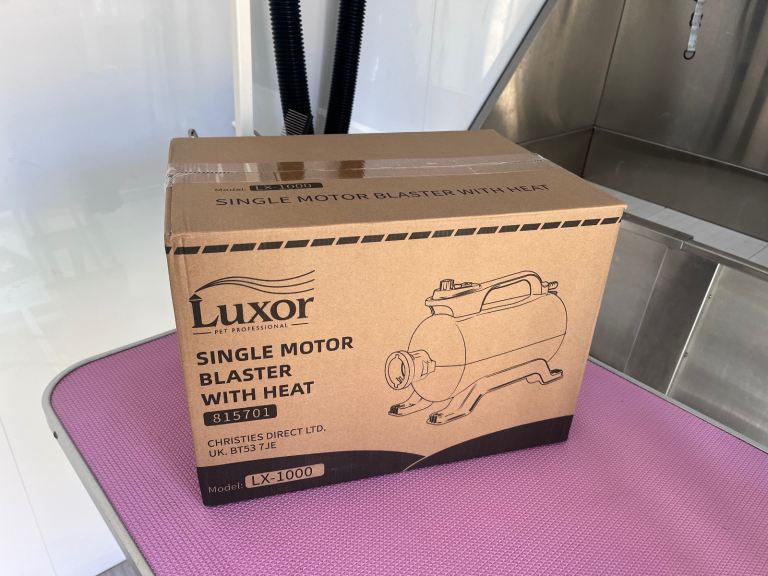 Model: LX-1000
SINGLE MOTOR BLASTER WITH HEAT
Luxor
PET PROFESSIONAL
SINGLE MOTOR
BLASTER
WITH HEAT
815701
CHRISTIES DIRECT LTD.
UK. BT53 7JE
Model: LX-1000